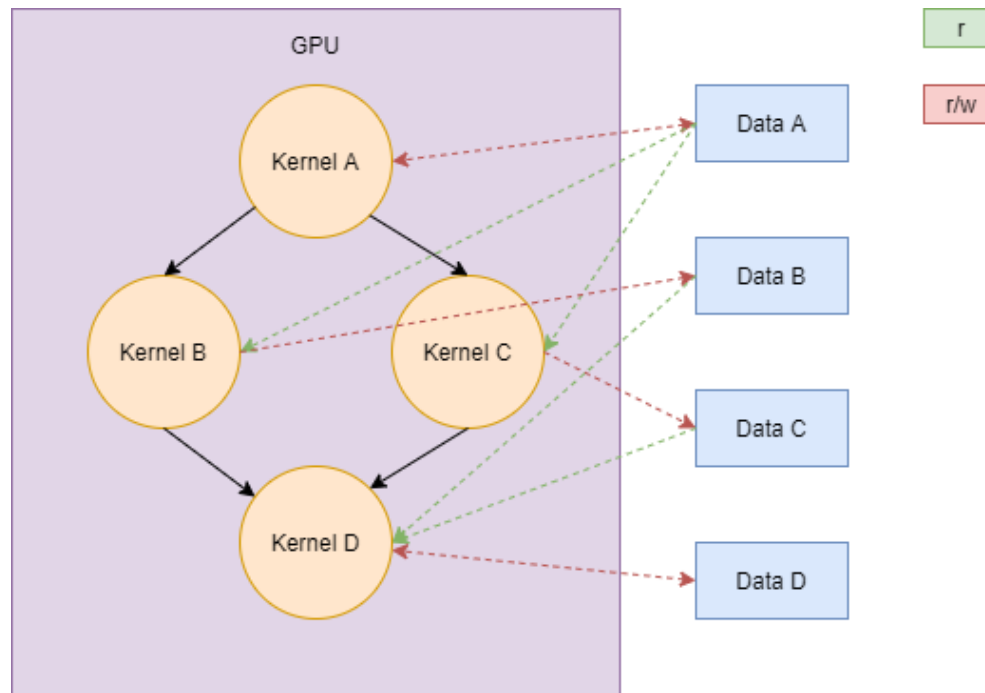 GPU
r
r/w
Kernel A
Data A
Data B
Kernel B
Kernel C
Data C
Kernel D
Data D